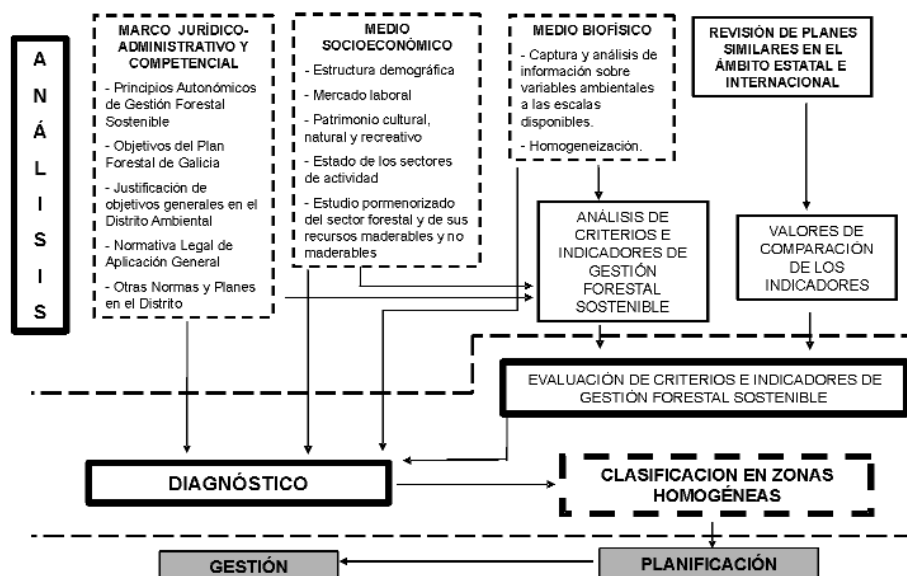 A
N
Á
L
I
S
I
S
MARCO JURÍDICO-
ADMINISTRATIVO Y
COMPETENCIAL
- Principios Autonómicos
de Gestión Forestal
Sostenible
- Objetivos del Plan
Forestal de Galicia
- Justificación de
objetivos generales en el
Distrito Ambiental
- Normativa Legal de
Aplicación General
- Otras Normas y Planes
en el Distrito
MEDIO
SOCIOECONÓMICO
- Estructura demográfica
- Mercado laboral
- Patrimonio cultural,
natural y recreativo
- Estado de los sectores
de actividad
- Estudio pormenorizado
del sector forestal y de sus
recursos maderables y no
maderables
MEDIO BIOFÍSICO
- Captura y análisis de
información sobre
variables ambientales
a las escalas
disponibles.
- Homogeneización.
REVISIÓN DE PLANES
SIMILARES EN EL
ÁMBITO ESTATAL E
INTERNACIONAL
ANÁLISIS DE
CRITERIOS E
INDICADORES DE
GESTIÓN
FORESTAL
SOSTENIBLE
VALORES DE
COMPARACIÓN
DE LOS
INDICADORES
EVALUACIÓN DE CRITERIOS E INDICADORES DE
GESTIÓN FORESTAL SOSTENIBLE
DIAGNÓSTICO
CLASIFICACION EN ZONAS
HOMOGÉNEAS
GESTIÓN
PLANIFICACIÓN